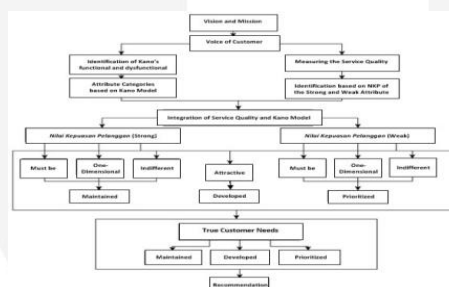 Vision and Mission
Voice of Customer
Identification of Kano's
functional and dysfunctional
Measuring the Service Quality
Attribute Categories
based on Kano Model
Identification based on NKP of
the Strong and Weak Attribute
Integration of Service Quality and Kano Model
Nilai Kepuasan Pelanggan (Strong)
Nilai Kepuasan Pelanggan (Weak)
Must be
One-
Dimensional
Indifferent
Attractive
Must be
One-
Dimensional
Indifferent
Maintained
Developed
Prioritized
True Customer Needs
Maintained
Developed
Prioritized
Recommendation